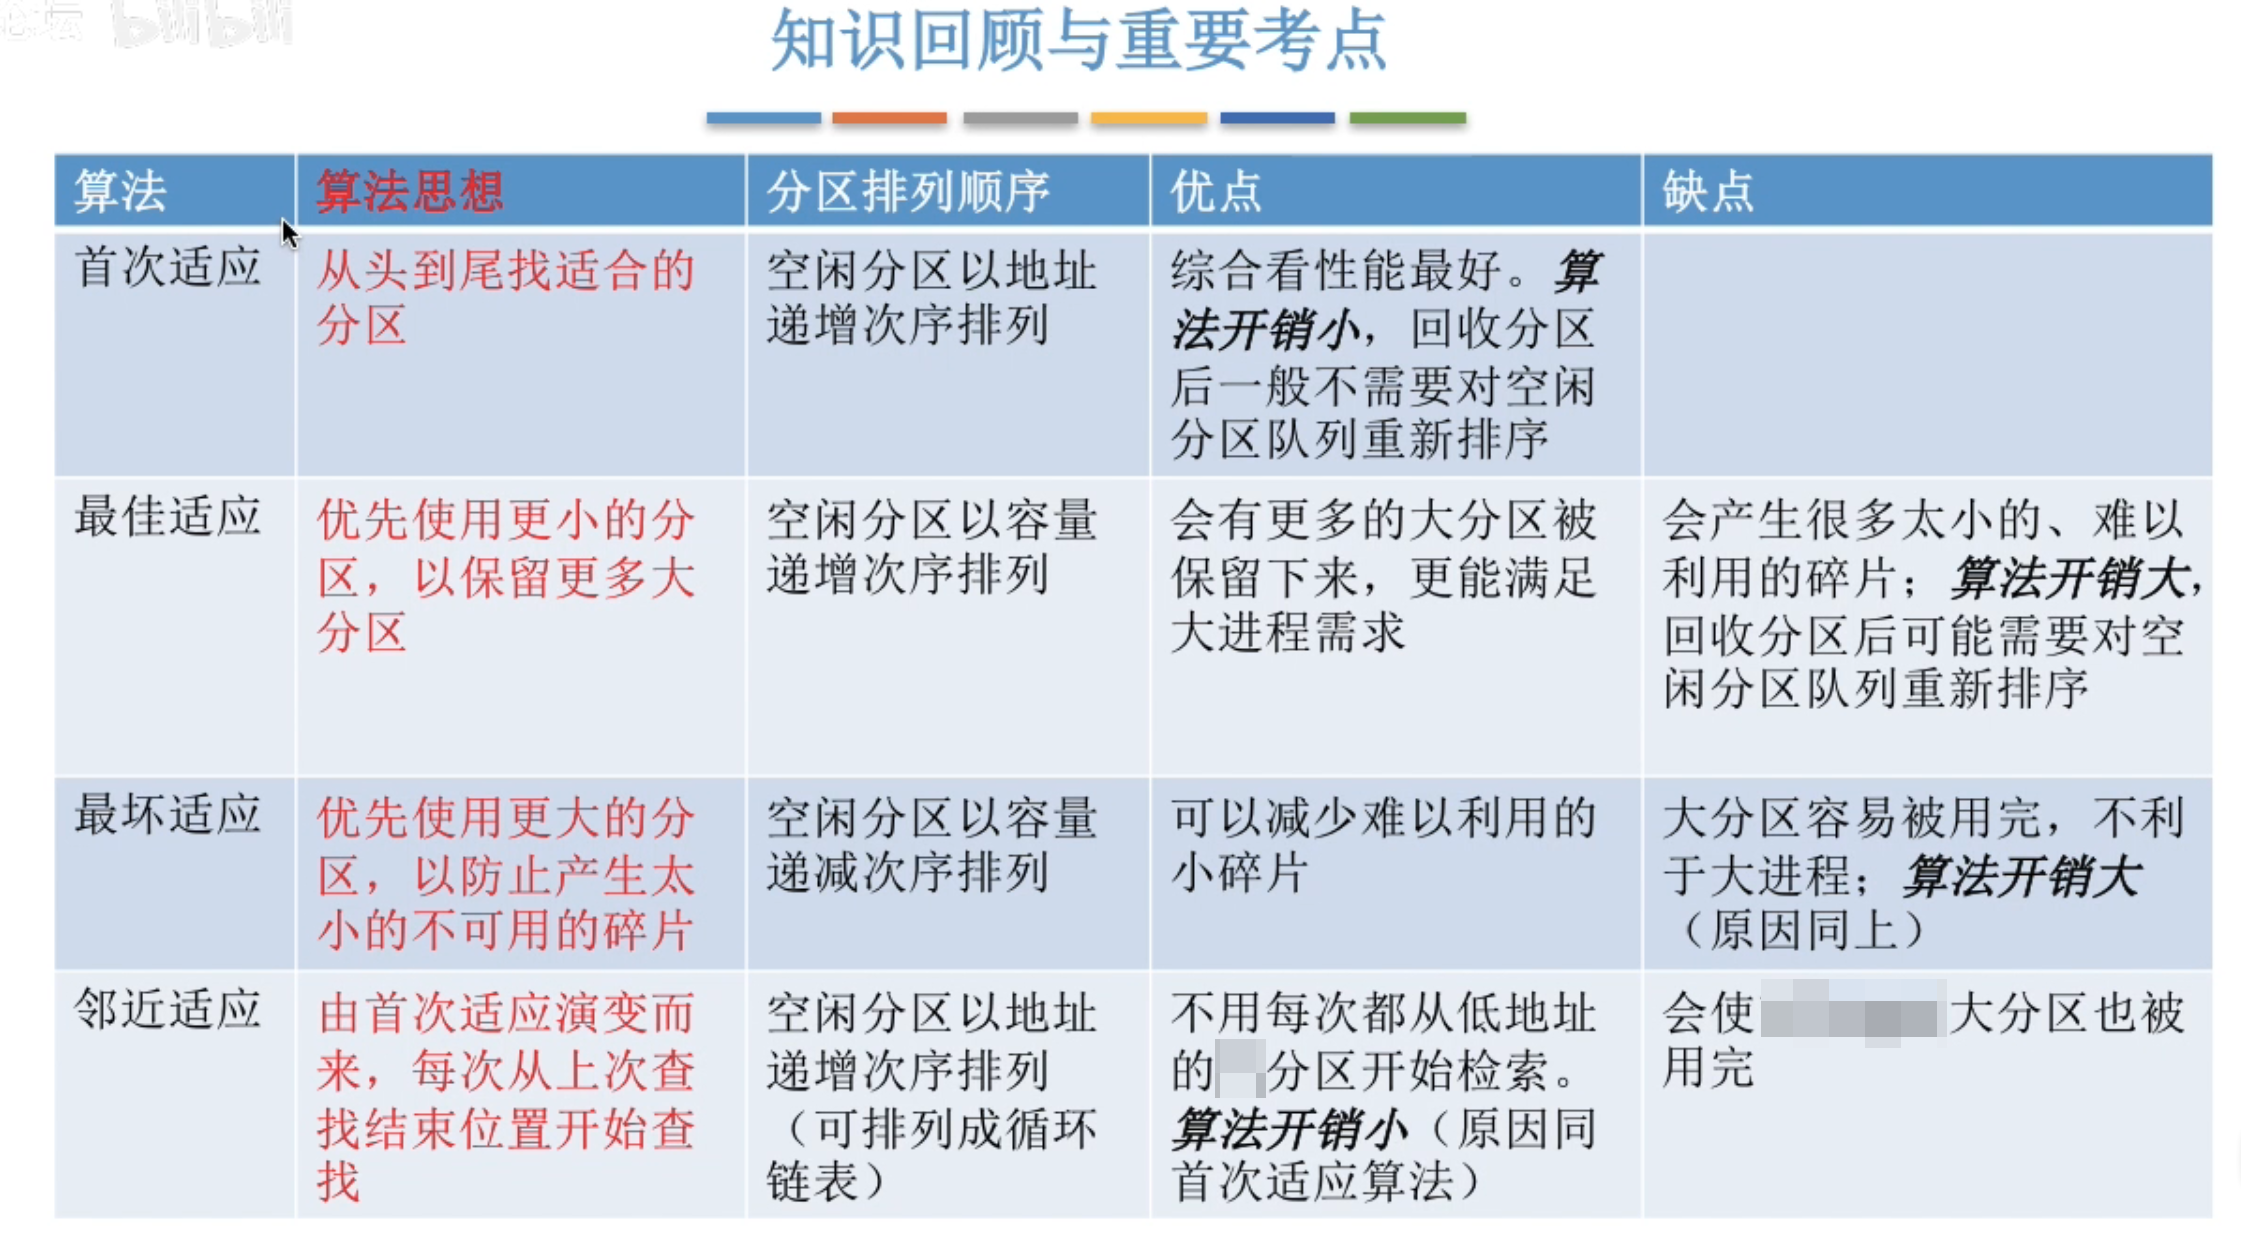 bilibili
知识回顾与重要考点
算法
算法思想
分区排列顺序
优点
缺点
首次适应
从头到尾找适合的
分区
空闲分区以地址
递增次序排列
综合看性能最好。算
法开销小，回收分区
后一般不需要对空闲
分区队列重新排序
最佳适应
优先使用更小的分
区，以保留更多大
分区
空闲分区以容量
递增次序排列
会有更多的大分区被
保留下来，更能满足
大进程需求
会产生很多太小的、难以
利用的碎片；算法开销大，
回收分区后可能需要对空
闲分区队列重新排序
最坏适应
优先使用更大的分
区，以防止产生太
小的不可用的碎片
空闲分区以容量
递减次序排列
可以减少难以利用的
小碎片
大分区容易被用完，不利
于大进程；算法开销大
（原因同上）
邻近适应
由首次适应演变而
来，每次从上次查
找结束位置开始查
找
空闲分区以地址
递增次序排列
（可排列成循环
链表）
不用每次都从低地址
的分区开始检索。
算法开销小（原因同
首次适应算法）
会使大分区也被
用完